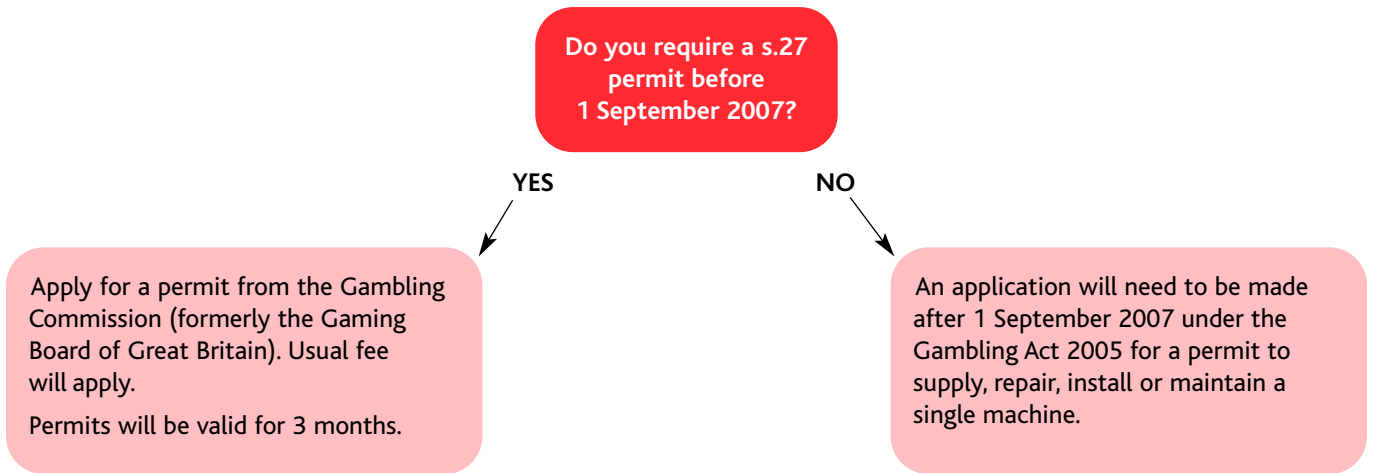 Do you require a s.27
permit before
1 September 2007?
YES
NO
Apply for a permit from the Gambling
Commission (formerly the Gaming
Board of Great Britain). Usual fee
will apply.
Permits will be valid for 3 months.
An application will need to be made
after 1 September 2007 under the
Gambling Act 2005 for a permit to
supply, repair, install or maintain a
single machine.